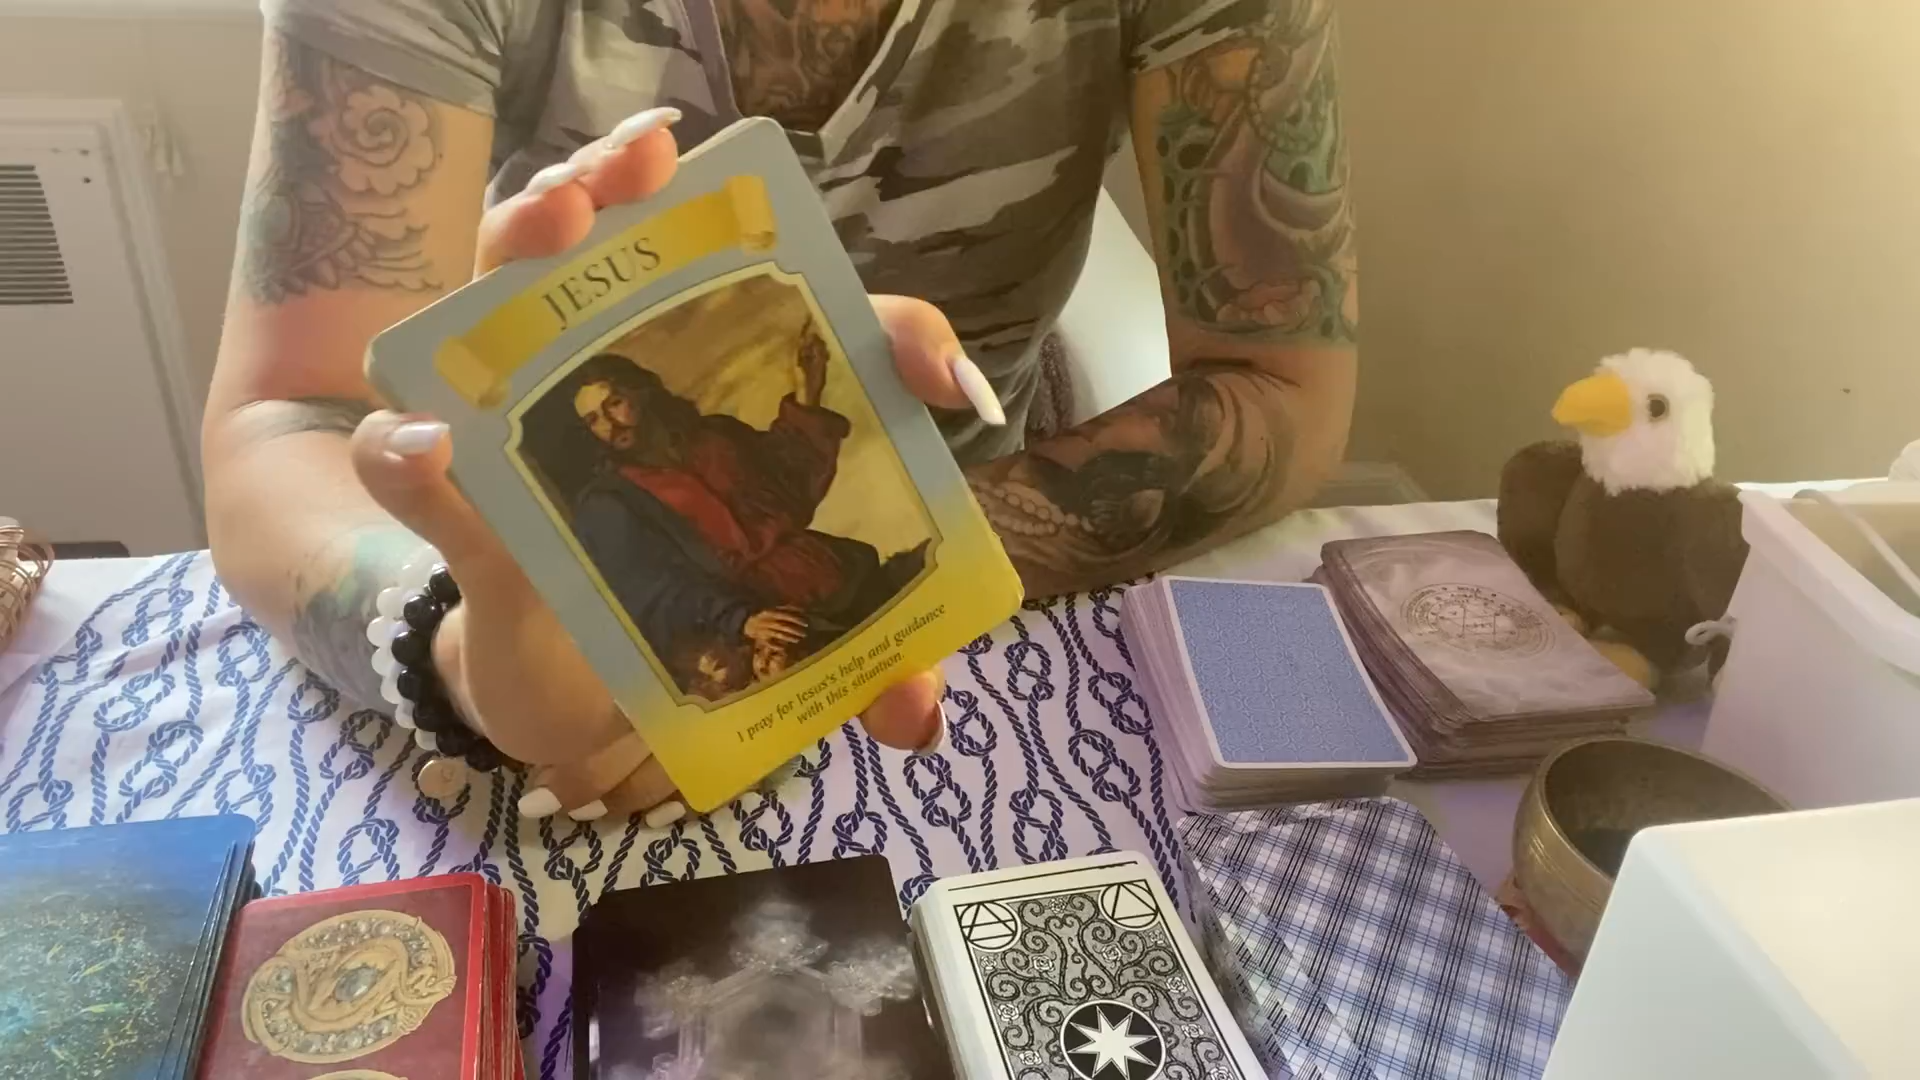 JESUS
I pray for Jesus's help and guidance
with this situation.